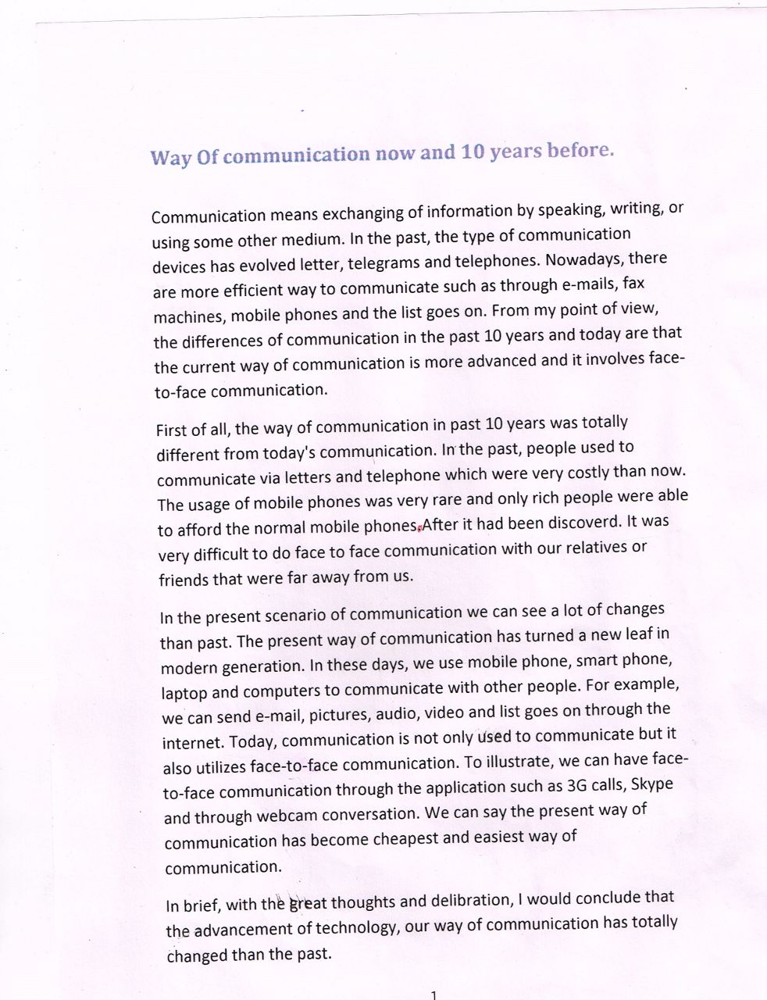 Way Of communication now and 10 years before.
Communication means exchanging of information by speaking, writing, or
using some other medium. In the past, the type of communication
devices has evolved letter, telegrams and telephones. Nowadays, there
are more efficient way to communicate such as through e-mails, fax
machines, mobile phones and the list goes on. From my point of view,
the differences of communication in the past 10 years and today are that
the current way of communication is more advanced and it involves face-
to-face communication.
First of all, the way of communication in past 10 years was totally
different from today's communication. In the past, people used to
communicate via letters and telephone which were very costly than now.
The usage of mobile phones was very rare and only rich people were able
to afford the normal mobile phones.After it had been discoverd. It was
very difficult to do face to face communication with our relatives or
friends that were far away from us.
In the present scenario of communication we can see a lot of changes
than past. The present way of communication has turned a new leaf in
modern generation. In these days, we use mobile phone, smart phone,
laptop and computers to communicate with other people. For example,
we can send e-mail, pictures, audio, video and list goes on through the
internet. Today, communication is not only used to communicate but it
also utilizes face-to-face communication. To illustrate, we can have face-
to-face communication through the application such as 3G calls, Skype
and through webcam conversation. We can say the present way of
communication has become cheapest and easiest way of
communication.
In brief, with the great thoughts and delibration, I would conclude that
the advancement of technology, our way of communication has totally
changed than the past.
1